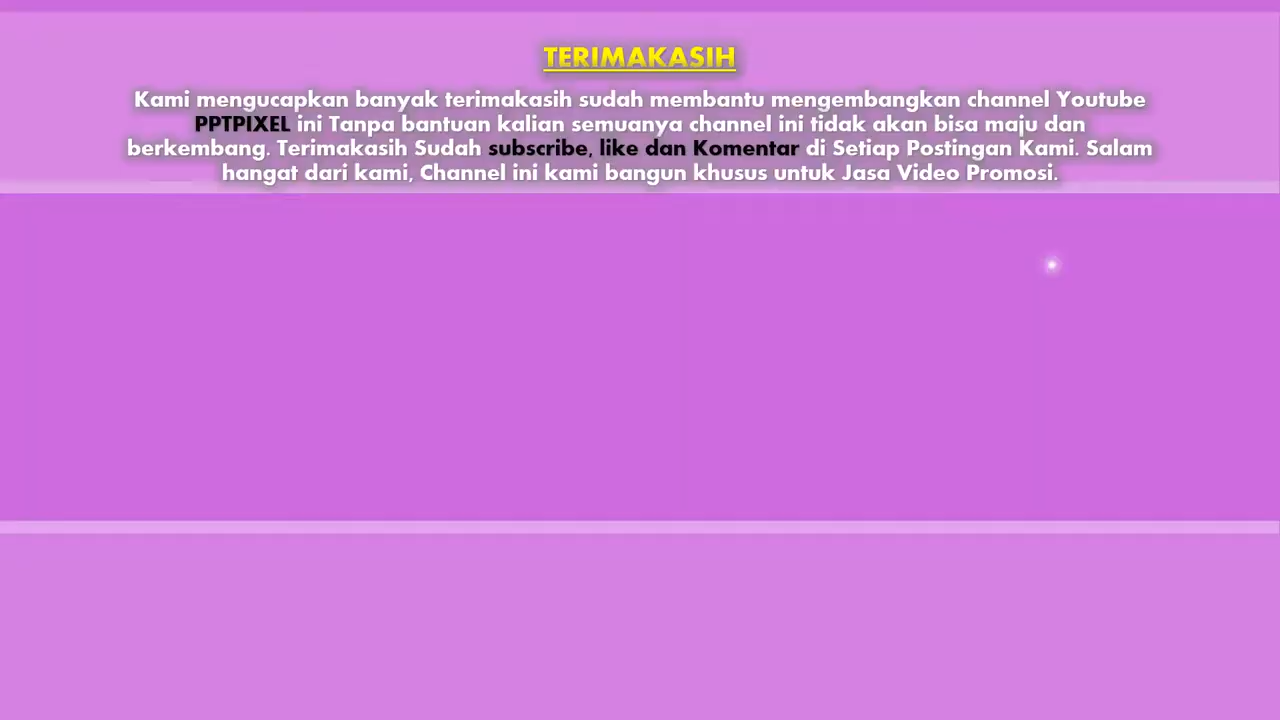 TERIMAKASIH
Kami mengucapkan banyak terimakasih sudah membantu mengembangkan channel Youtube
PPTPIXEL ini Tanpa bantuan kalian semuanya channel ini tidak akan bisa maju dan
berkembang. Terimakasih Sudah subscribe, like dan Komentar di Setiap Postingan Kami. Salam
hangat dari kami, Channel ini kami bangun khusus untuk Jasa Video Promosi.